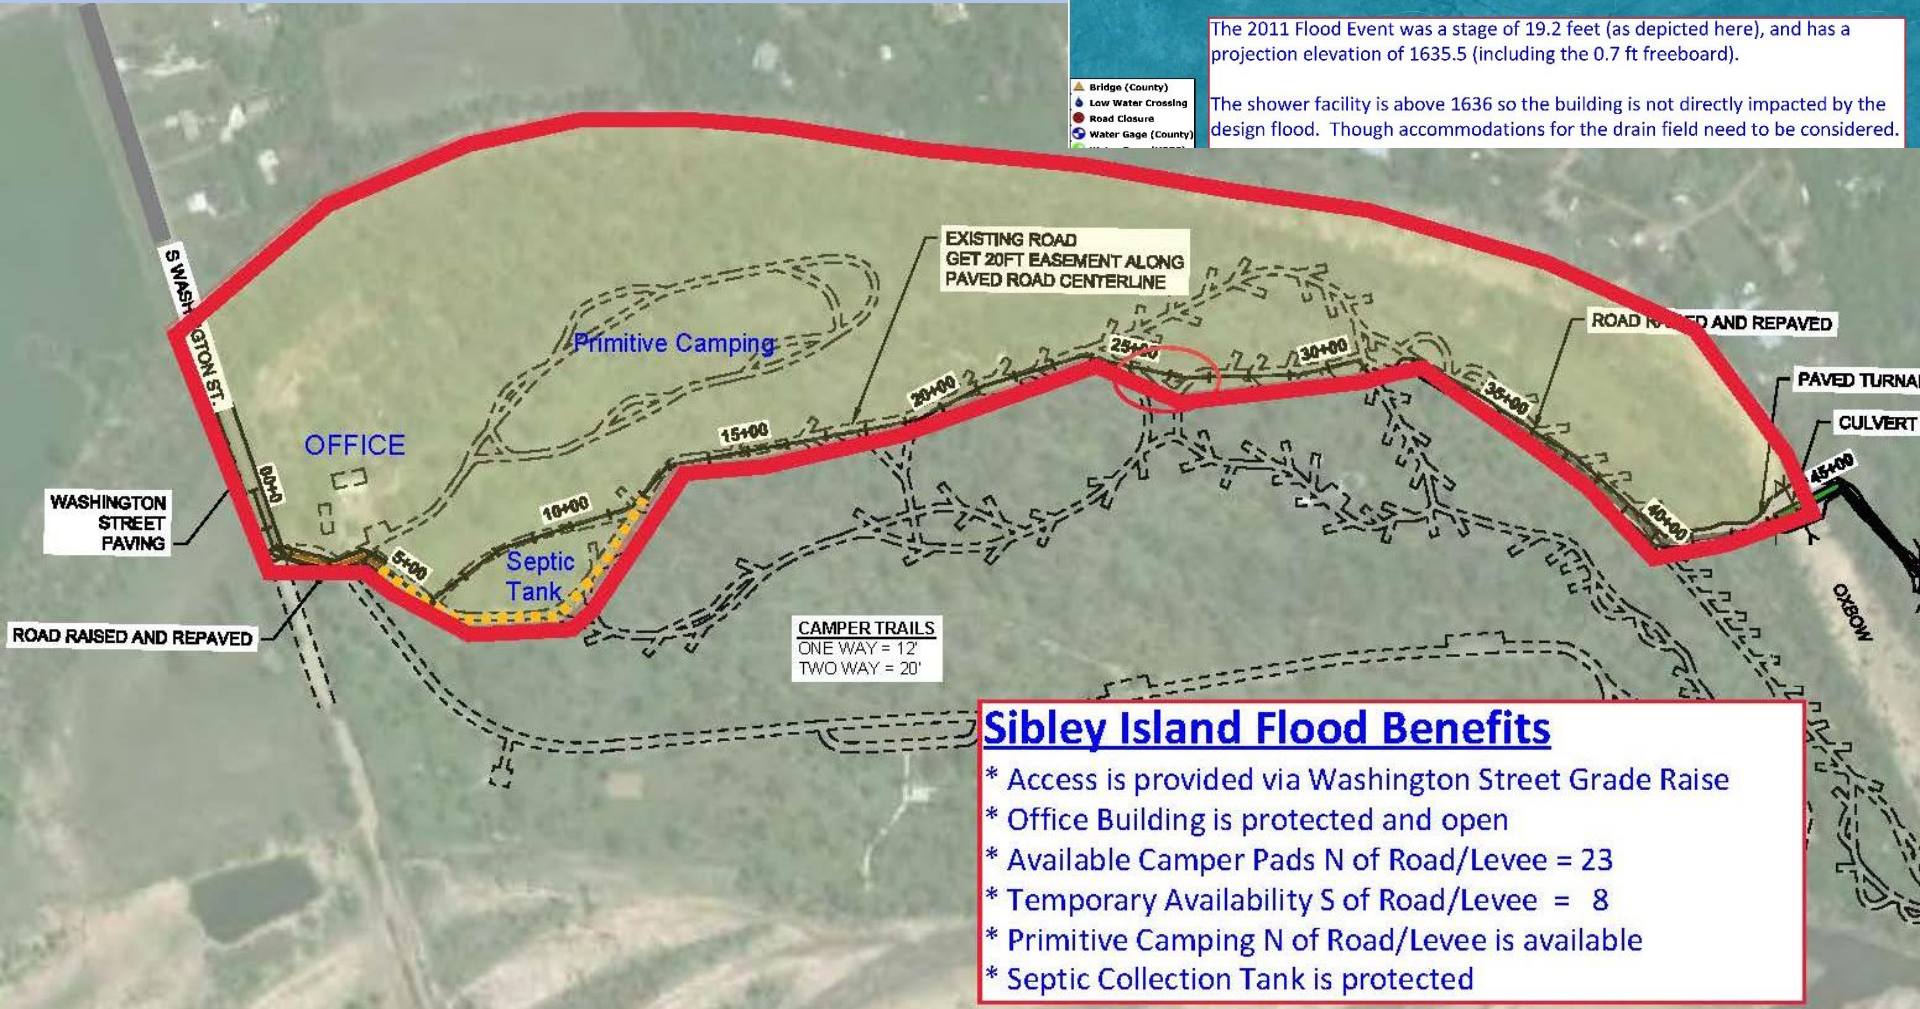 The 2011 Flood Event was a stage of 19.2 feet (as depicted here), and has a
projection elevation of 1635.5 (including the 0.7 ft freeboard).
The shower facility is above 1636 so the building is not directly impacted by the
design flood.  Though accommodations for the drain field need to be considered.
Bridge (County)
Low Water Crossing
Road Closure
Water Gage (County)
S WASHINGTON ST.
EXISTING ROAD
GET 20FT EASEMENT ALONG
PAVED ROAD CENTERLINE
Primitive Camping
ROAD RAISED AND REPAVED
25+00
30+00
PAVED TURNA
20+00
35+00
CULVERT
15+00
OFFICE
45+00
0+00
WASHINGTON
STREET
PAVING
10+00
40+00
5+00
Septic
Tank
OXBOW
ROAD RAISED AND REPAVED
CAMPER TRAILS
ONE WAY = 12'
TWO WAY = 20'
Sibley Island Flood Benefits
* Access is provided via Washington Street Grade Raise
* Office Building is protected and open
* Available Camper Pads N of Road/Levee = 23
* Temporary Availability S of Road/Levee  =   8
* Primitive Camping N of Road/Levee is available
* Septic Collection Tank is protected